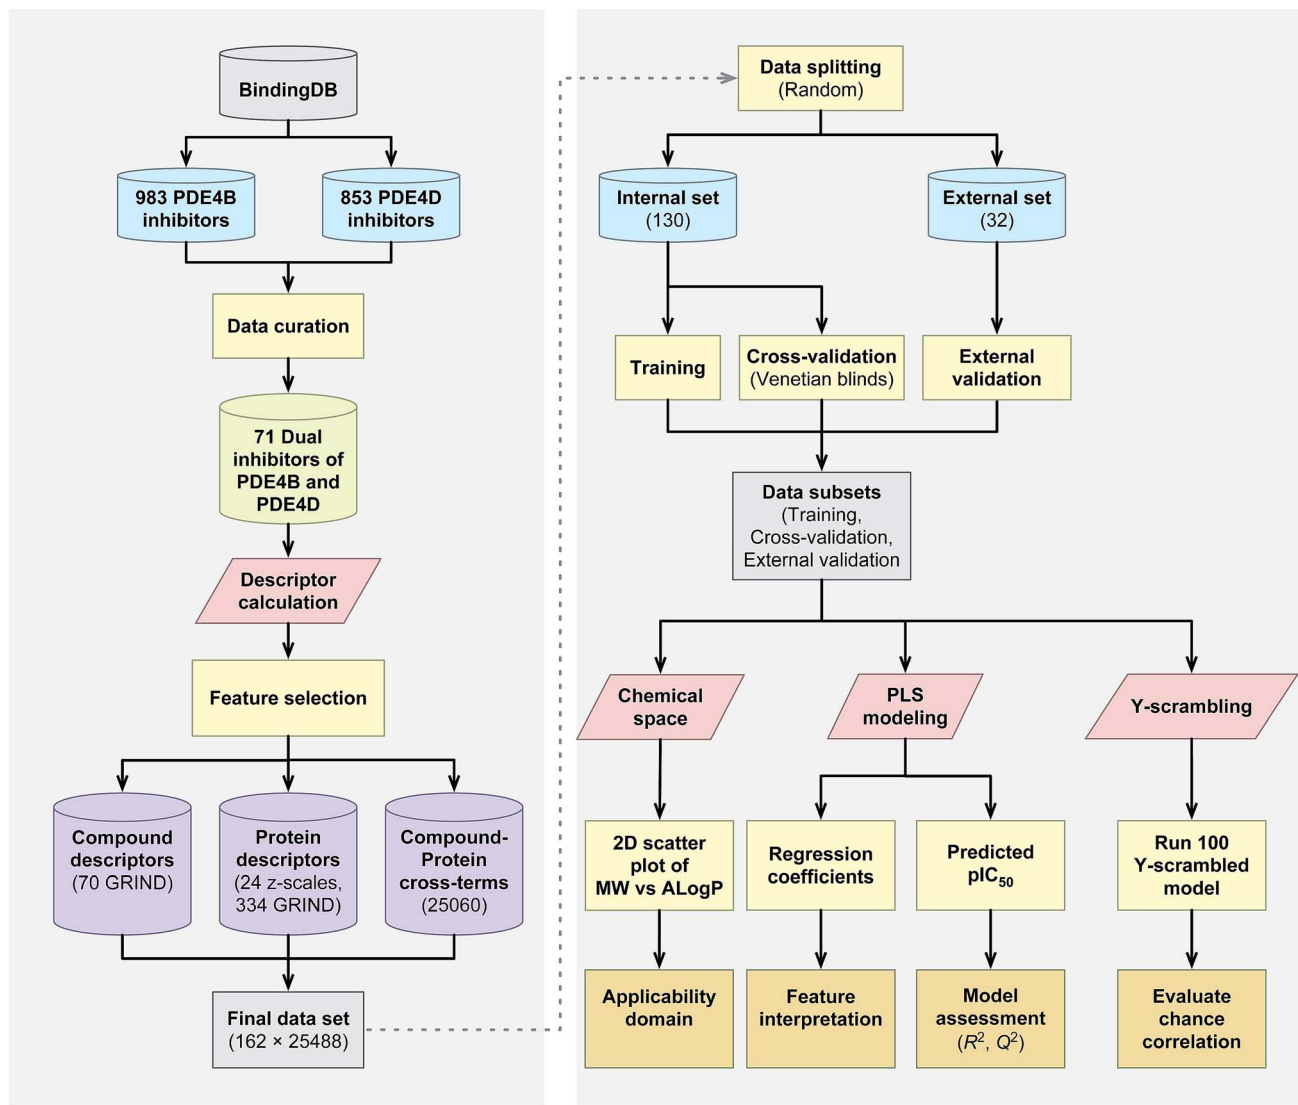 BindingDB
983 PDE4B
inhibitors
853 PDE4D
inhibitors
Data curation
71 Dual
inhibitors of
PDE4B and
PDE4D
Descriptor
calculation
Feature selection
Compound
descriptors
(70 GRIND)
Protein
descriptors
(24 z-scales,
334 GRIND)
Compound-
Protein
cross-terms
(25060)
Final data set
(162 × 25488)
Data splitting
(Random)
Internal set
(130)
External set
(32)
Training
Cross-validation
(Venetian blinds)
External
validation
Data subsets
(Training,
Cross-validation,
External validation
Chemical
space
PLS
modeling
Y-scrambling
2D scatter
plot of
MW vs ALogP
Regression
coefficients
Predicted
pIC₅₀
Run 100
Y-scrambled
model
Applicability
domain
Feature
interpretation
Model
assessment
(R², Q²)
Evaluate
chance
correlation